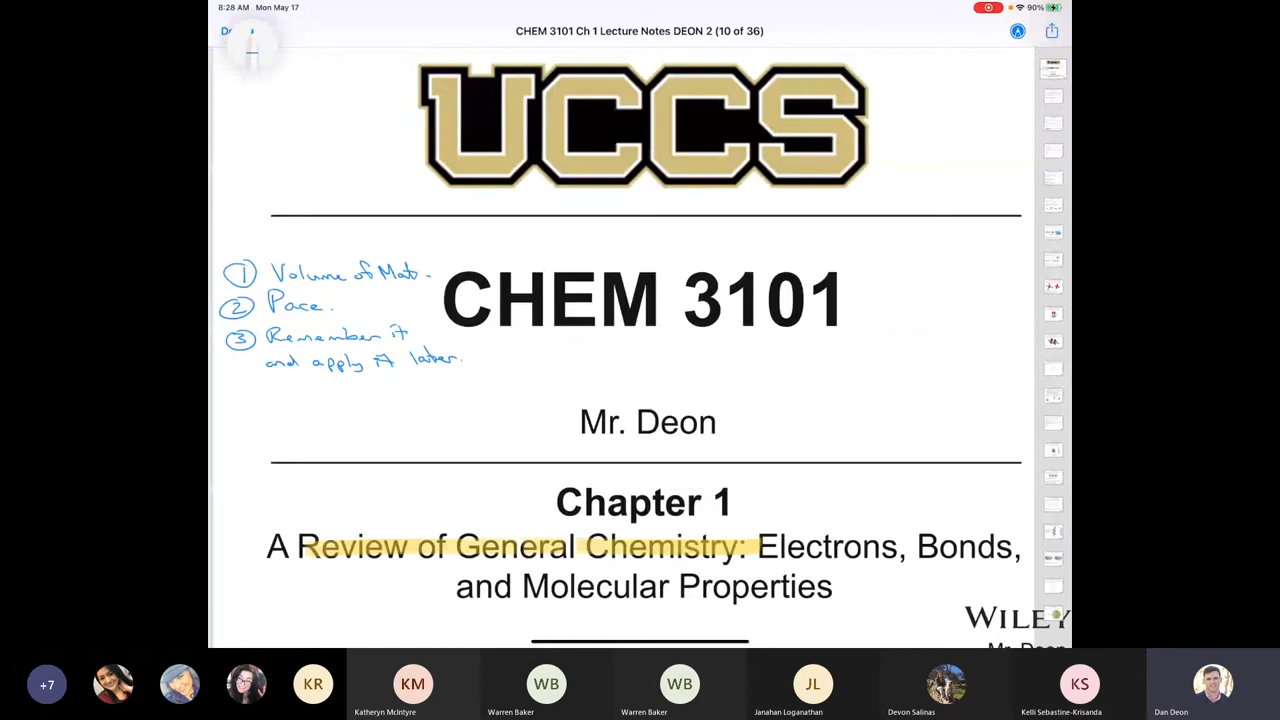 8:28 AM Mon May 17
90%
CHEM 3101 Ch 1 Lecture Notes DEON 2 (10 of 36)
UCCS
① Volume of Mat.
② Pace.
③ Remember it
and apply it later.
CHEM 3101
Mr. Deon
Chapter 1
A Review of General Chemistry: Electrons, Bonds,
and Molecular Properties
WILEY
Mr. Deon
+7
KR
KM
WB
WB
JL
KS
Katheryn McIntyre
Warren Baker
Warren Baker
Janahan Loganathan
Devon Salinas
Kelli Sebastine-Krisanda
Dan Deon